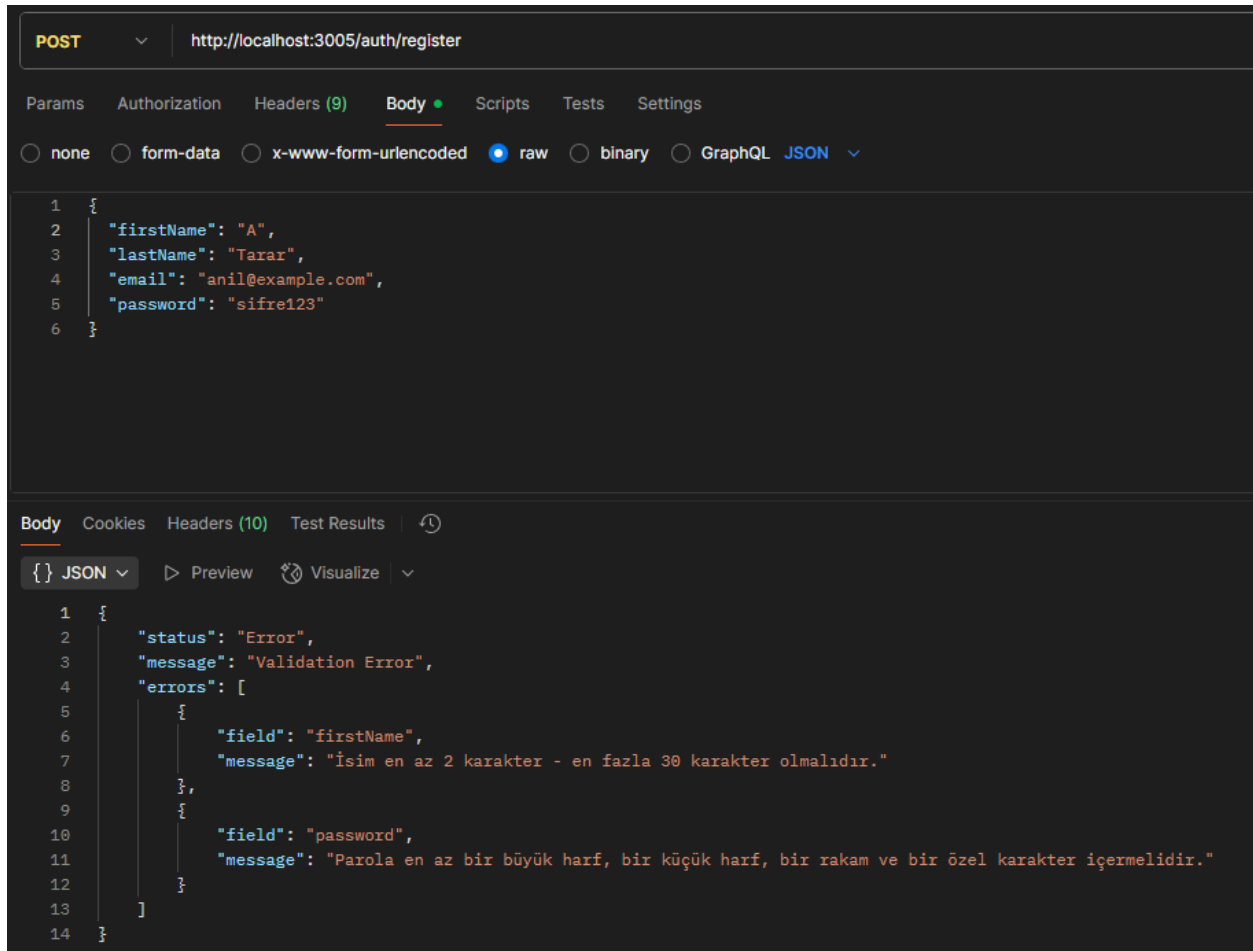 POST http://localhost:3005/auth/register
Params Authorization Headers (9) Body Scripts Tests Settings
none form-data x-www-form-urlencoded raw binary GraphQL JSON
1 {
2 "firstName": "A",
3 "lastName": "Tarar",
4 "email": "anil@example.com",
5 "password": "sifre123"
6 }
Body Cookies Headers (10) Test Results
{} JSON Preview Visualize
1 {
2 "status": "Error",
3 "message": "Validation Error",
4 "errors": [
5 {
6 "field": "firstName",
7 "message": "İsim en az 2 karakter - en fazla 30 karakter olmalıdır."
8 },
9 {
10 "field": "password",
11 "message": "Parola en az bir büyük harf, bir küçük harf, bir rakam ve bir özel karakter içermelidir."
12 }
13 ]
14 }